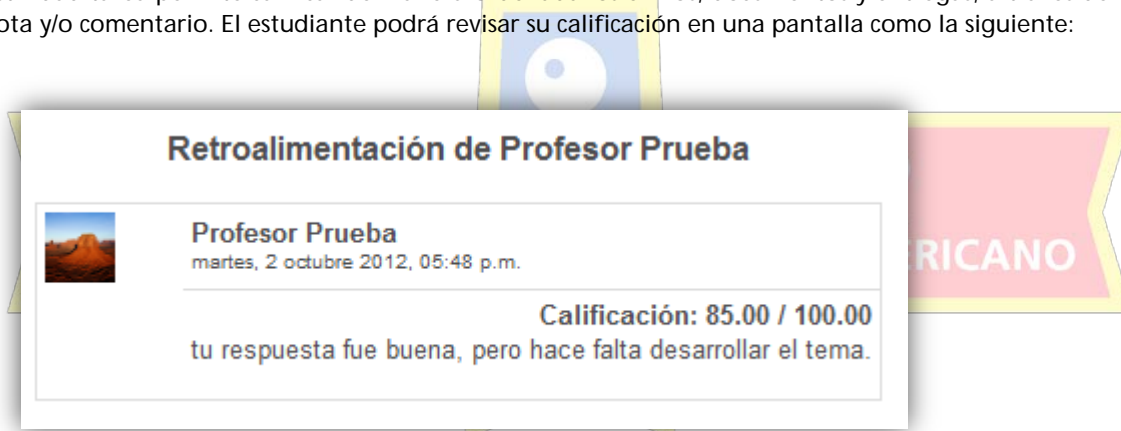 ota y/o comentario. El estudiante podrá revisar su calificación en una pantalla como la siguiente:
Retroalimentación de Profesor Prueba
Profesor Prueba
martes, 2 octubre 2012, 05:48 p.m.
RICANO
Calificación: 85.00 / 100.00
tu respuesta fue buena, pero hace falta desarrollar el tema.